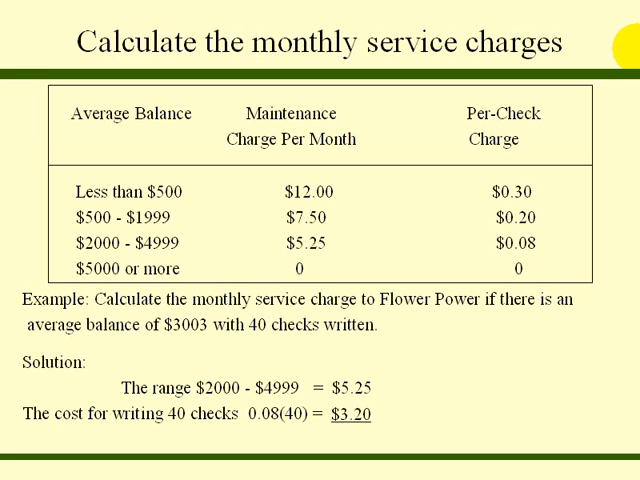 Calculate the monthly service charges
Average Balance Maintenance Per-Check
Charge Per Month Charge
Less than $500 $12.00 $0.30
$500 - $1999 $7.50 $0.20
$2000 - $4999 $5.25 $0.08
$5000 or more 0 0
Example: Calculate the monthly service charge to Flower Power if there is an
average balance of $3003 with 40 checks written.
Solution:
The range $2000 - $4999 = $5.25
The cost for writing 40 checks 0.08(40) = $3.20